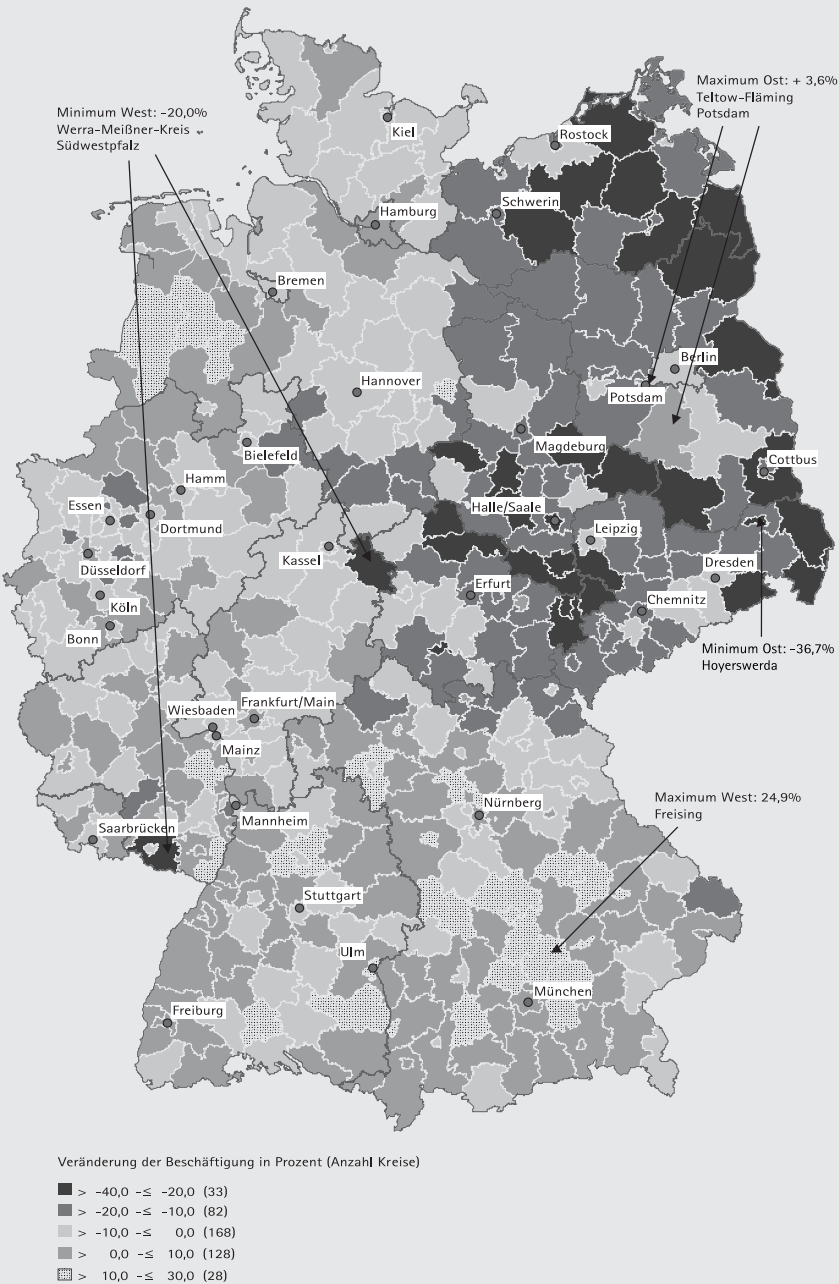 Maximum Ost: + 3,6%
Teltow-Fläming
Potsdam
Minimum West: -20,0%
Werra-Meißner-Kreis
Südwestpfalz
Kiel
Rostock
Schwerin
Hamburg
Bremen
Berlin
Hannover
Potsdam
Magdeburg
Bielefeld
Cottbus
Hamm
Essen
Halle/Saale
Dortmund
Leipzig
Kassel
Dresden
Düsseldorf
Erfurt
Köln
Chemnitz
Bonn
Minimum Ost: -36,7%
Hoyerswerda
Frankfurt/Main
Wiesbaden
Mainz
Nürnberg
Maximum West: 24,9%
Freising
Mannheim
Saarbrücken
Stuttgart
Ulm
München
Freiburg
Veränderung der Beschäftigung in Prozent (Anzahl Kreise)
> -40,0 -≤ -20,0 (33)
> -20,0 -≤ -10,0 (82)
> -10,0 -≤ 0,0 (168)
> 0,0 -≤ 10,0 (128)
> 10,0 -≤ 30,0 (28)